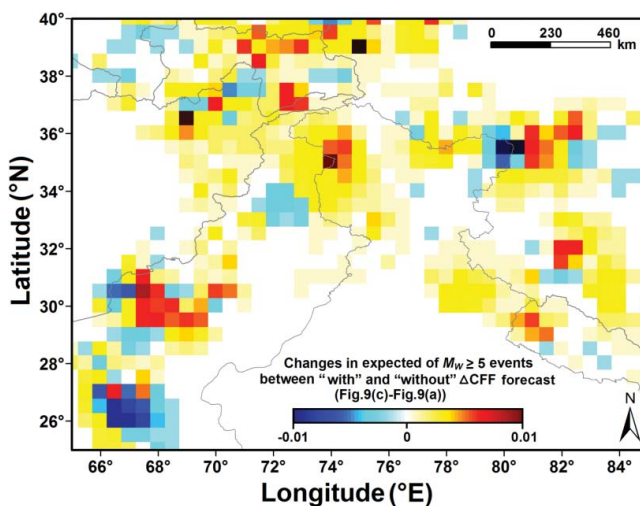 40°
38°
36°
34°
32°
30°
28°
26°
Latitude (°N)
0 230 460
km
Changes in expected of MW ≥ 5 events
between “with” and “without” ΔCFF forecast
(Fig.9(c)-Fig.9(a))
-0.01 0 0.01
N
66° 68° 70° 72° 74° 76° 78° 80° 82° 84°
Longitude (°E)